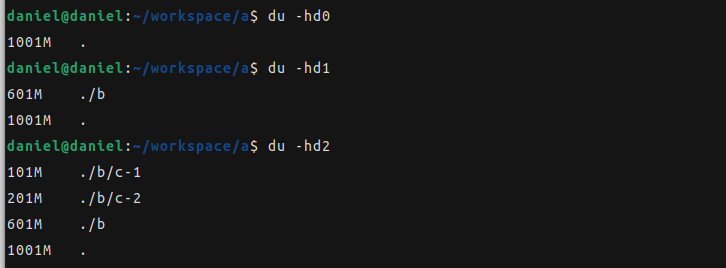 daniel@daniel:~/workspace/a$ du -hd0
1001M .
daniel@daniel:~/workspace/a$ du -hd1
601M ./b
1001M .
daniel@daniel:~/workspace/a$ du -hd2
101M ./b/c-1
201M ./b/c-2
601M ./b
1001M .